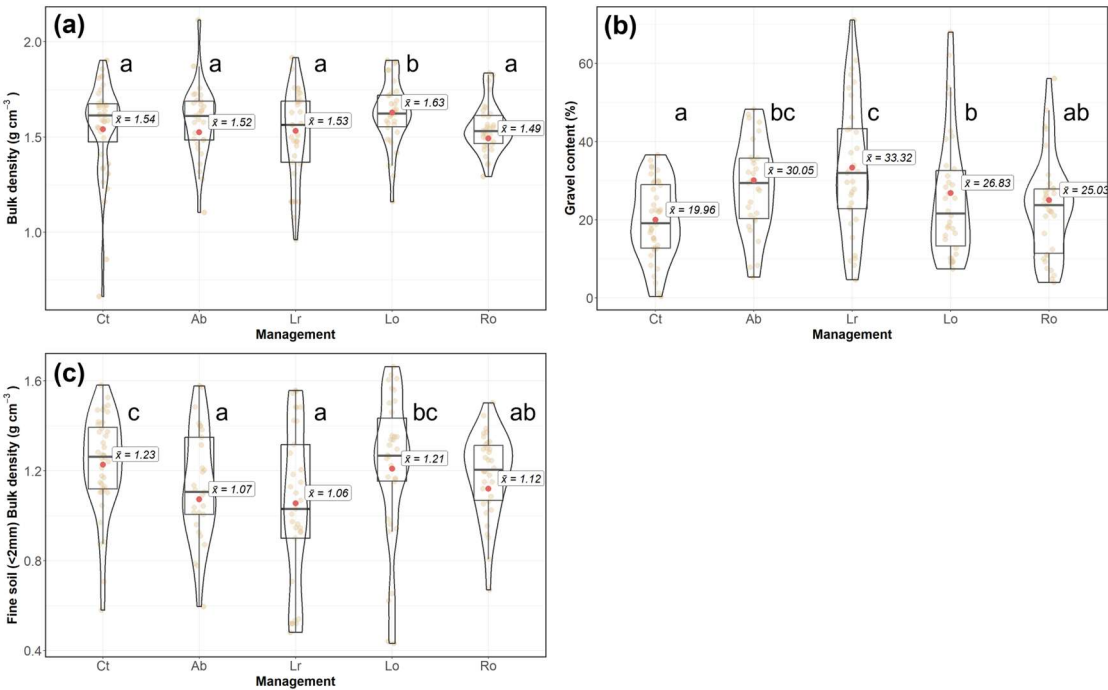 (a)
Bulk density (g cm⁻³ )
2.0
1.5
1.0
a
a
a
b
a
x̃ = 1.54
x̃ = 1.52
x̃ = 1.53
x̃ = 1.63
x̃ = 1.49
Ct Ab Lr Lo Ro
Management
(b)
Gravel content (%)
60
40
20
0
a
bc
c
b
ab
x̃ = 19.96
x̃ = 30.05
x̃ = 33.32
x̃ = 26.83
x̃ = 25.03
Ct Ab Lr Lo Ro
Management
(c)
Fine soil (<2mm) Bulk density (g cm⁻³ )
1.6
1.2
0.8
0.4
c
a
a
bc
ab
x̃ = 1.23
x̃ = 1.07
x̃ = 1.06
x̃ = 1.21
x̃ = 1.12
Ct Ab Lr Lo Ro
Management